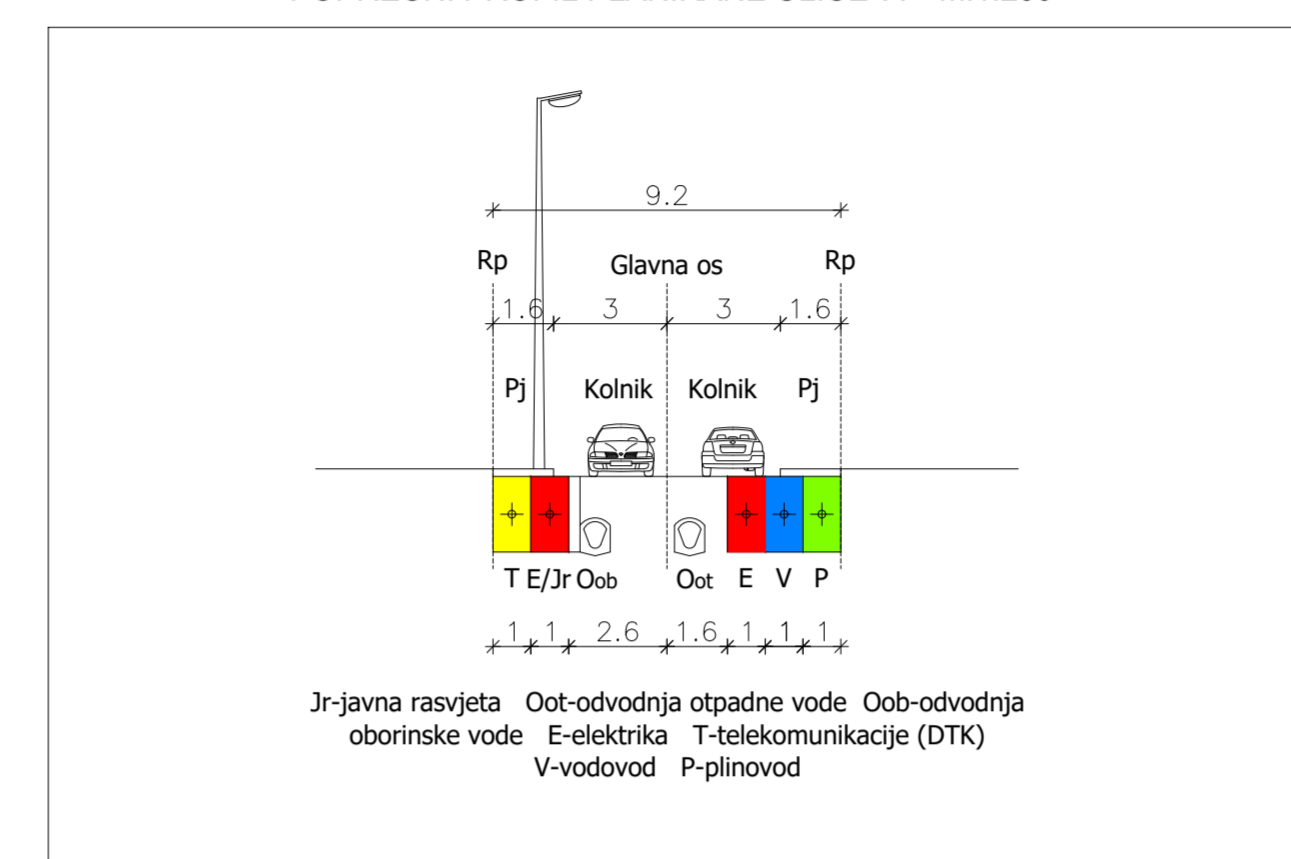 9.2
Rp Glavna os Rp
1.6 3 3 1.6
Pj Kolnik Kolnik Pj
T E/Jr Oob Oot E V P
1 1 2.6 1.6 1 1 1
Jr-javna rasvjeta Oot-odvodnja otpadne vode Oob-odvodnja
oborinske vode E-elektrika T-telekomunikacije (DTK)
V-vodovod P-plinovod